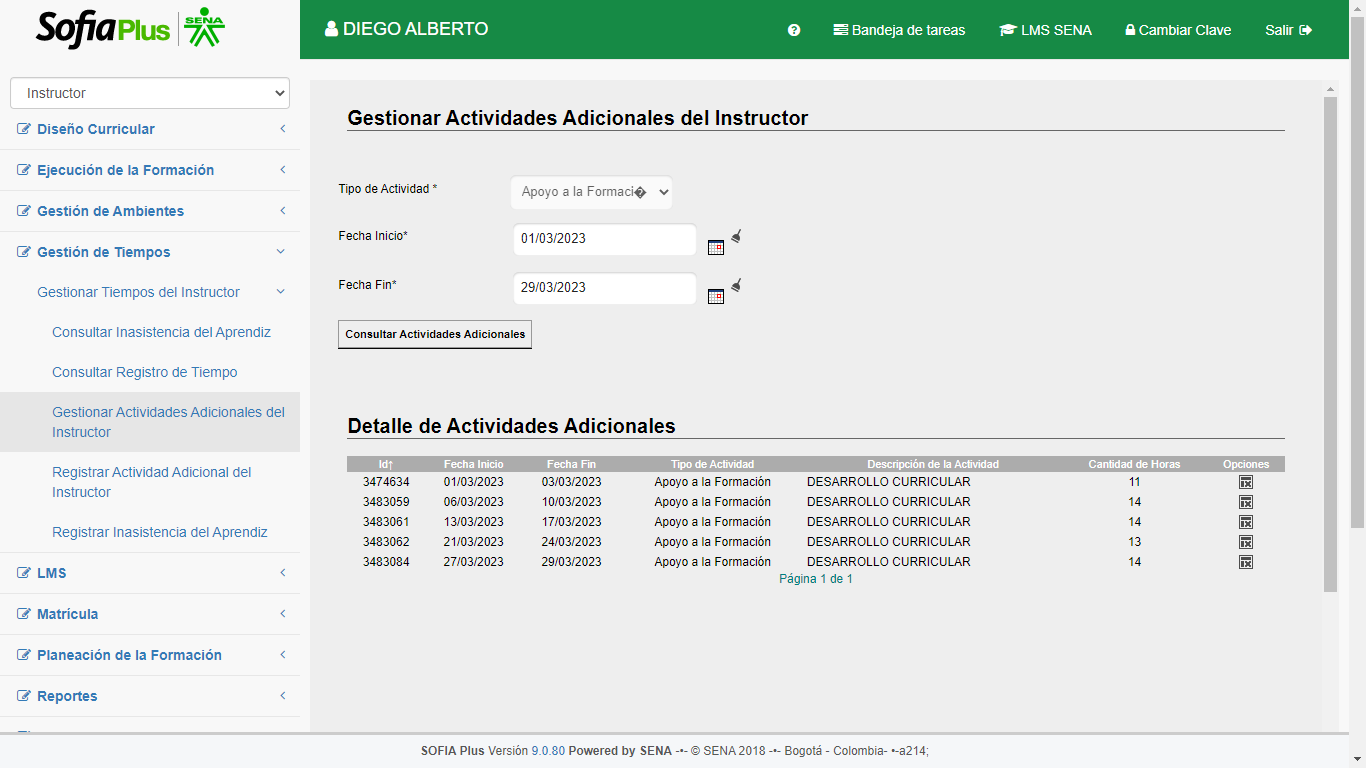 SofiaPlus SENA
DIEGO ALBERTO
Bandeja de tareas
LMS SENA
Cambiar Clave
Salir
Instructor
Diseño Curricular
Ejecución de la Formación
Gestión de Ambientes
Gestión de Tiempos
Gestionar Tiempos del Instructor
Consultar Inasistencia del Aprendiz
Consultar Registro de Tiempo
Gestionar Actividades Adicionales del
Instructor
Registrar Actividad Adicional del
Instructor
Registrar Inasistencia del Aprendiz
LMS
Matrícula
Planeación de la Formación
Reportes
Gestionar Actividades Adicionales del Instructor
Tipo de Actividad * Apoyo a la Formaci�
Fecha Inicio* 01/03/2023
Fecha Fin* 29/03/2023
Consultar Actividades Adicionales
Detalle de Actividades Adicionales
Id↑ Fecha Inicio Fecha Fin Tipo de Actividad Descripción de la Actividad Cantidad de Horas Opciones
3474634 01/03/2023 03/03/2023 Apoyo a la Formación DESARROLLO CURRICULAR 11
3483059 06/03/2023 10/03/2023 Apoyo a la Formación DESARROLLO CURRICULAR 14
3483061 13/03/2023 17/03/2023 Apoyo a la Formación DESARROLLO CURRICULAR 14
3483062 21/03/2023 24/03/2023 Apoyo a la Formación DESARROLLO CURRICULAR 13
3483084 27/03/2023 29/03/2023 Apoyo a la Formación DESARROLLO CURRICULAR 14
Página 1 de 1
SOFIA Plus Versión 9.0.80 Powered by SENA -•- © SENA 2018 -•- Bogotá - Colombia- •-a214;